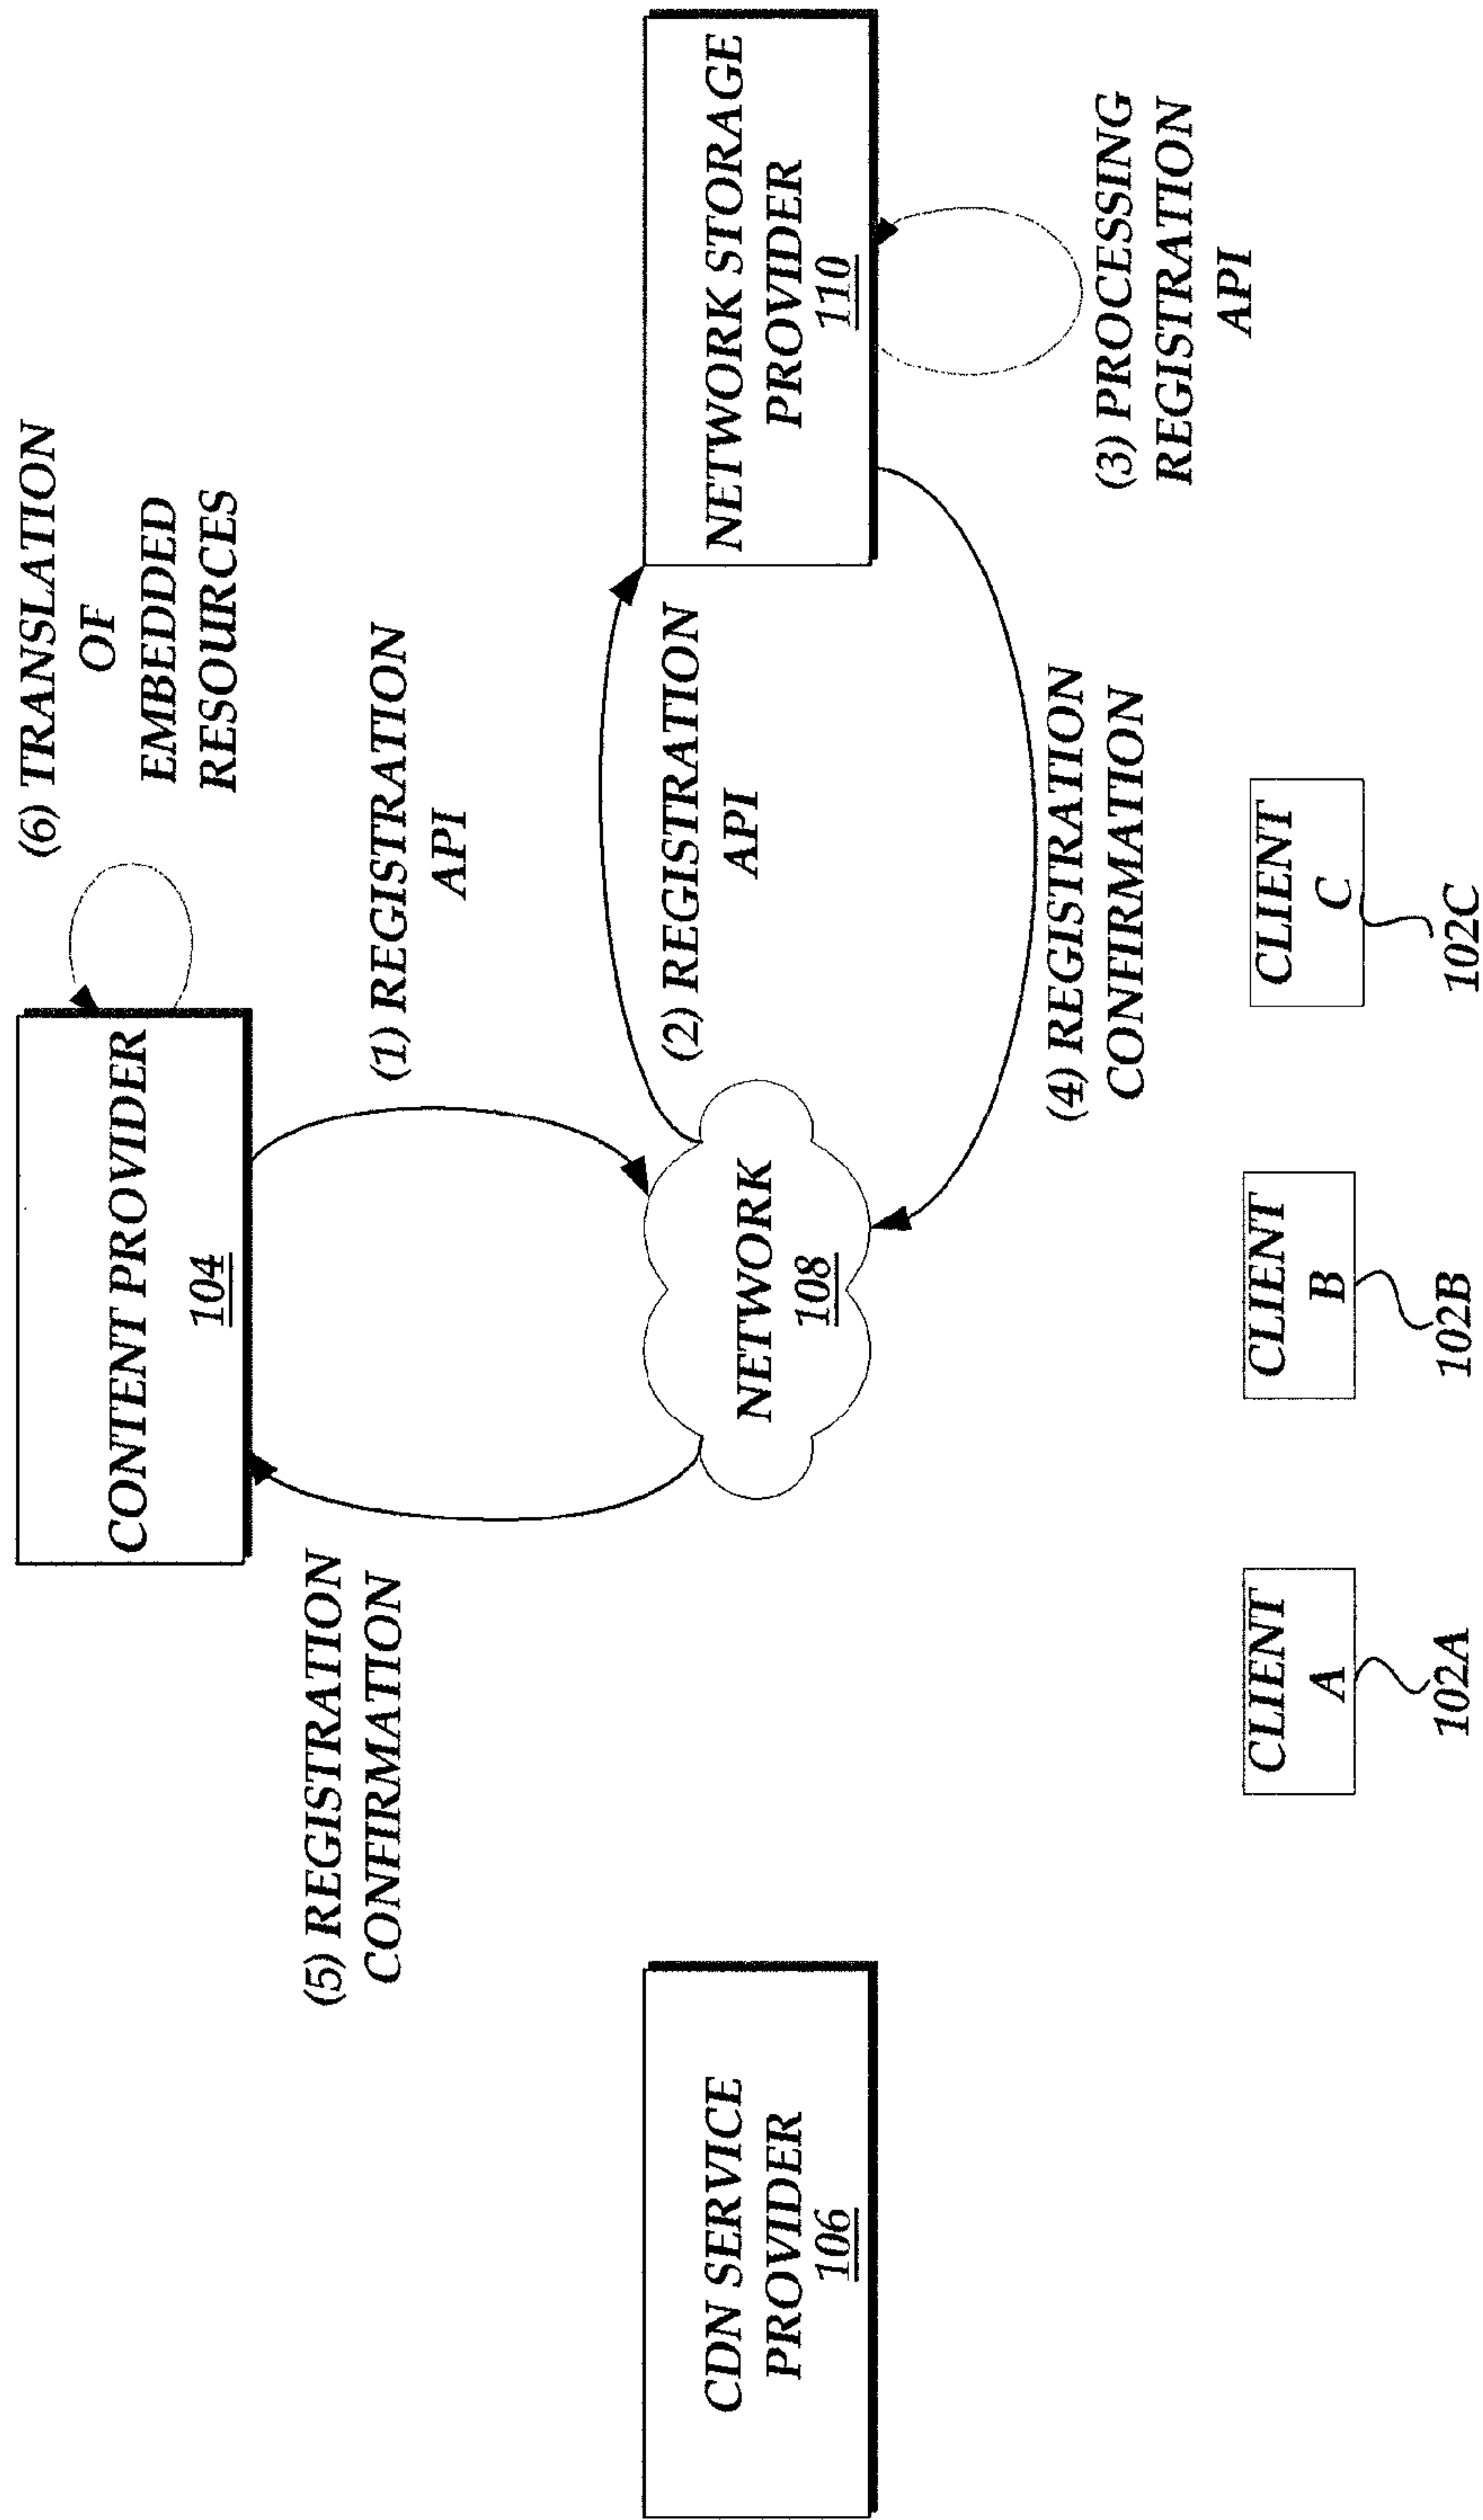 CONTENT PROVIDER
104
(6) TRANSLATION
OF
EMBEDDED
RESOURCES
(5) REGISTRATION
CONFIRMATION
(1) REGISTRATION
API
CDN SERVICE
PROVIDER
106
NETWORK
108
(2) REGISTRATION
API
NETWORK STORAGE
PROVIDER
110
(4) REGISTRATION
CONFIRMATION
(3) PROCESSING
REGISTRATION
API
CLIENT
A
102A
CLIENT
B
102B
CLIENT
C
102C